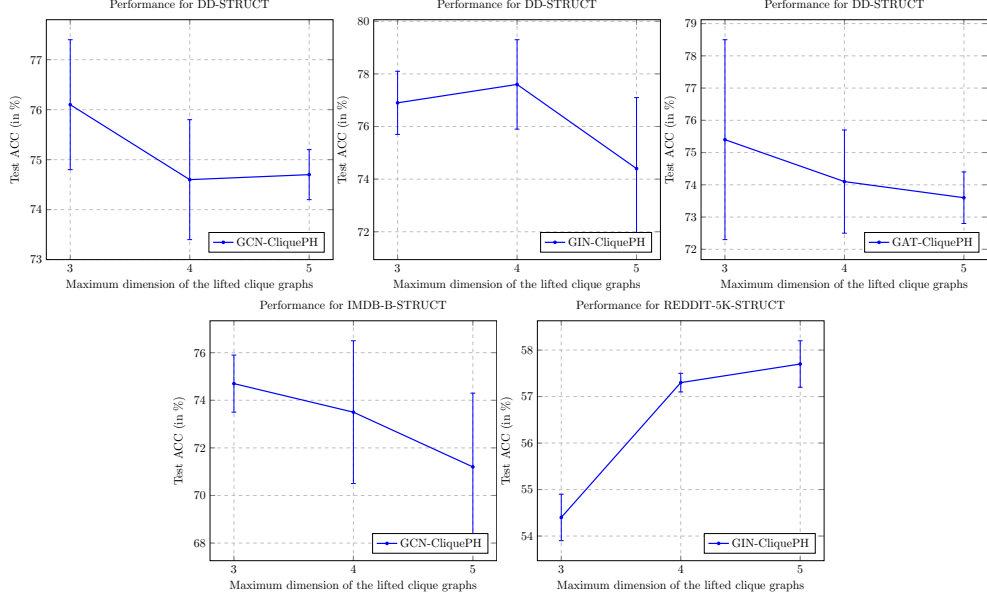 Performance for DD-STRUCT
77
76
75
74
73
3
4
5
Test ACC (in %)
GCN-CliquePH
Maximum dimension of the lifted clique graphs
Performance for DD-STRUCT
80
78
76
74
72
3
4
5
Test ACC (in %)
GIN-CliquePH
Maximum dimension of the lifted clique graphs
Performance for DD-STRUCT
79
78
77
76
75
74
73
72
3
4
5
Test ACC (in %)
GAT-CliquePH
Maximum dimension of the lifted clique graphs
Performance for IMDB-B-STRUCT
76
74
72
70
68
3
4
5
Test ACC (in %)
GCN-CliquePH
Maximum dimension of the lifted clique graphs
Performance for REDDIT-5K-STRUCT
58
57
56
55
54
3
4
5
Test ACC (in %)
GIN-CliquePH
Maximum dimension of the lifted clique graphs